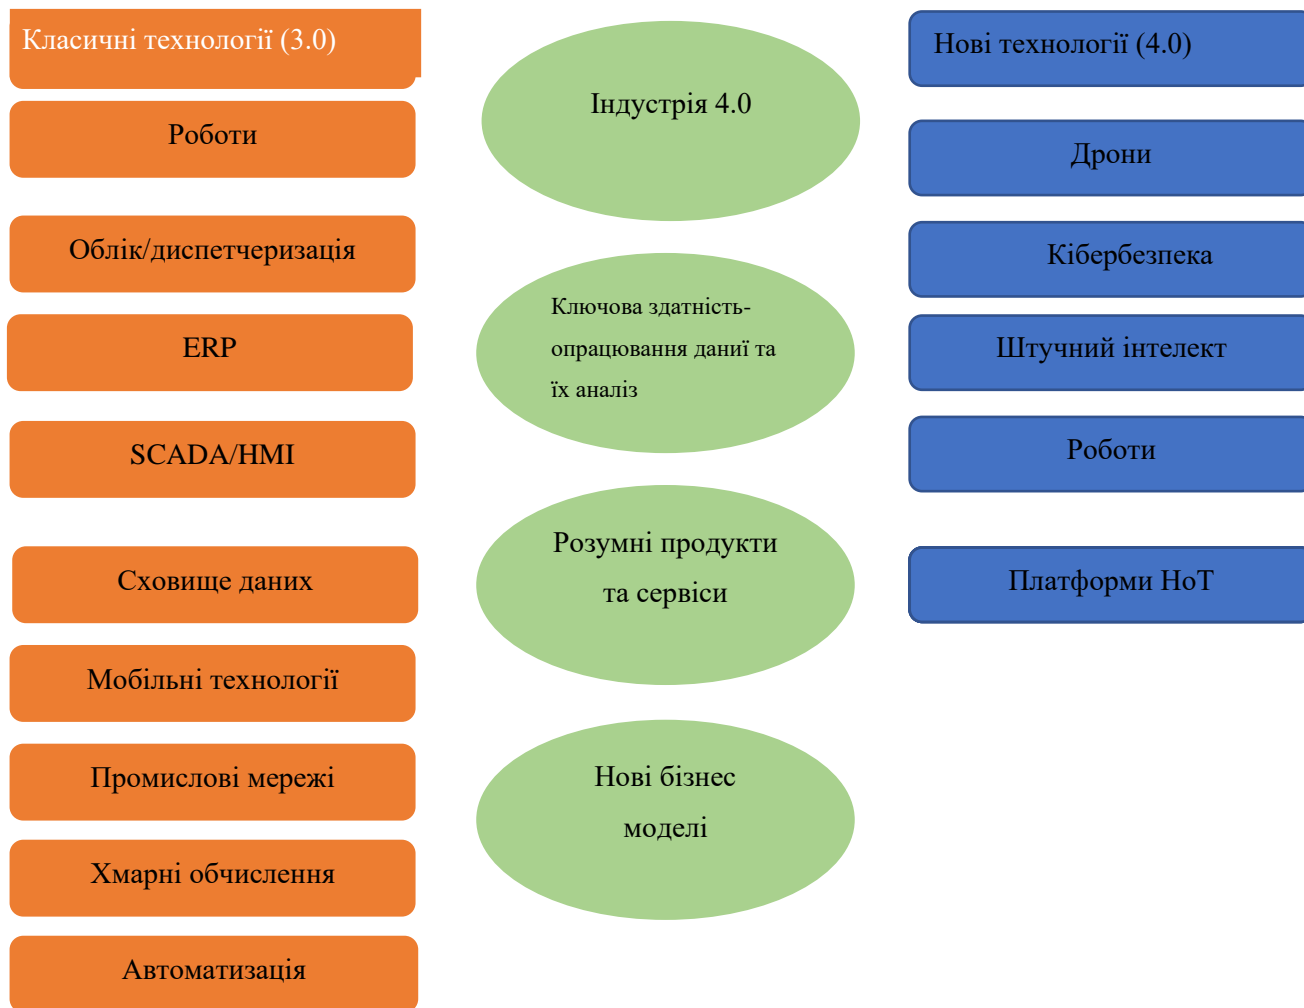 Класичні технології (3.0)
Роботи
Облік/диспетчеризація
ERP
SCADA/HMI
Сховище даних
Мобільні технології
Промислові мережі
Хмарні обчислення
Автоматизація
Індустрія 4.0
Ключова здатність-
опрацювання даниї та
їх аналіз
Розумні продукти
та сервіси
Нові бізнес
моделі
Нові технології (4.0)
Дрони
Кібербезпека
Штучний інтелект
Роботи
Платформи НоТ